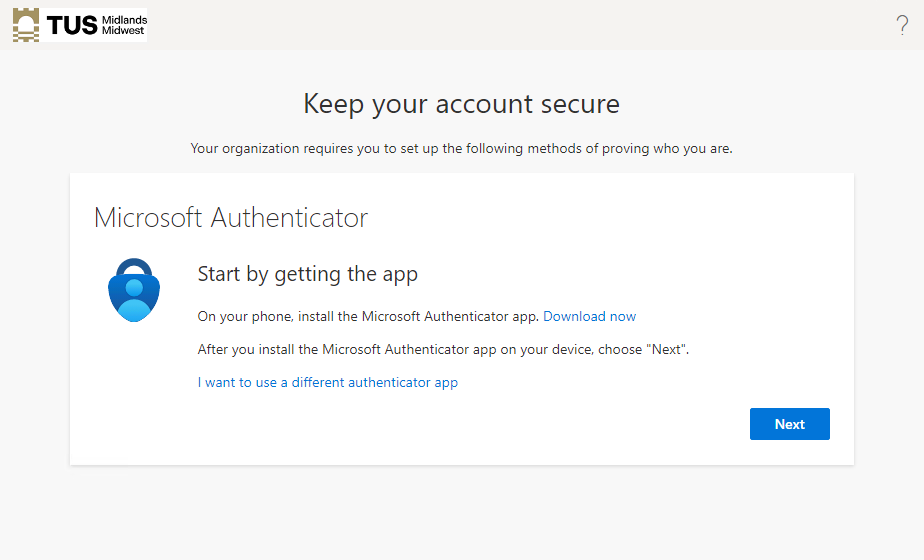 TUS Midlands
Midwest
?
Keep your account secure
Your organization requires you to set up the following methods of proving who you are.
Microsoft Authenticator
Start by getting the app
On your phone, install the Microsoft Authenticator app. Download now
After you install the Microsoft Authenticator app on your device, choose "Next".
I want to use a different authenticator app
Next